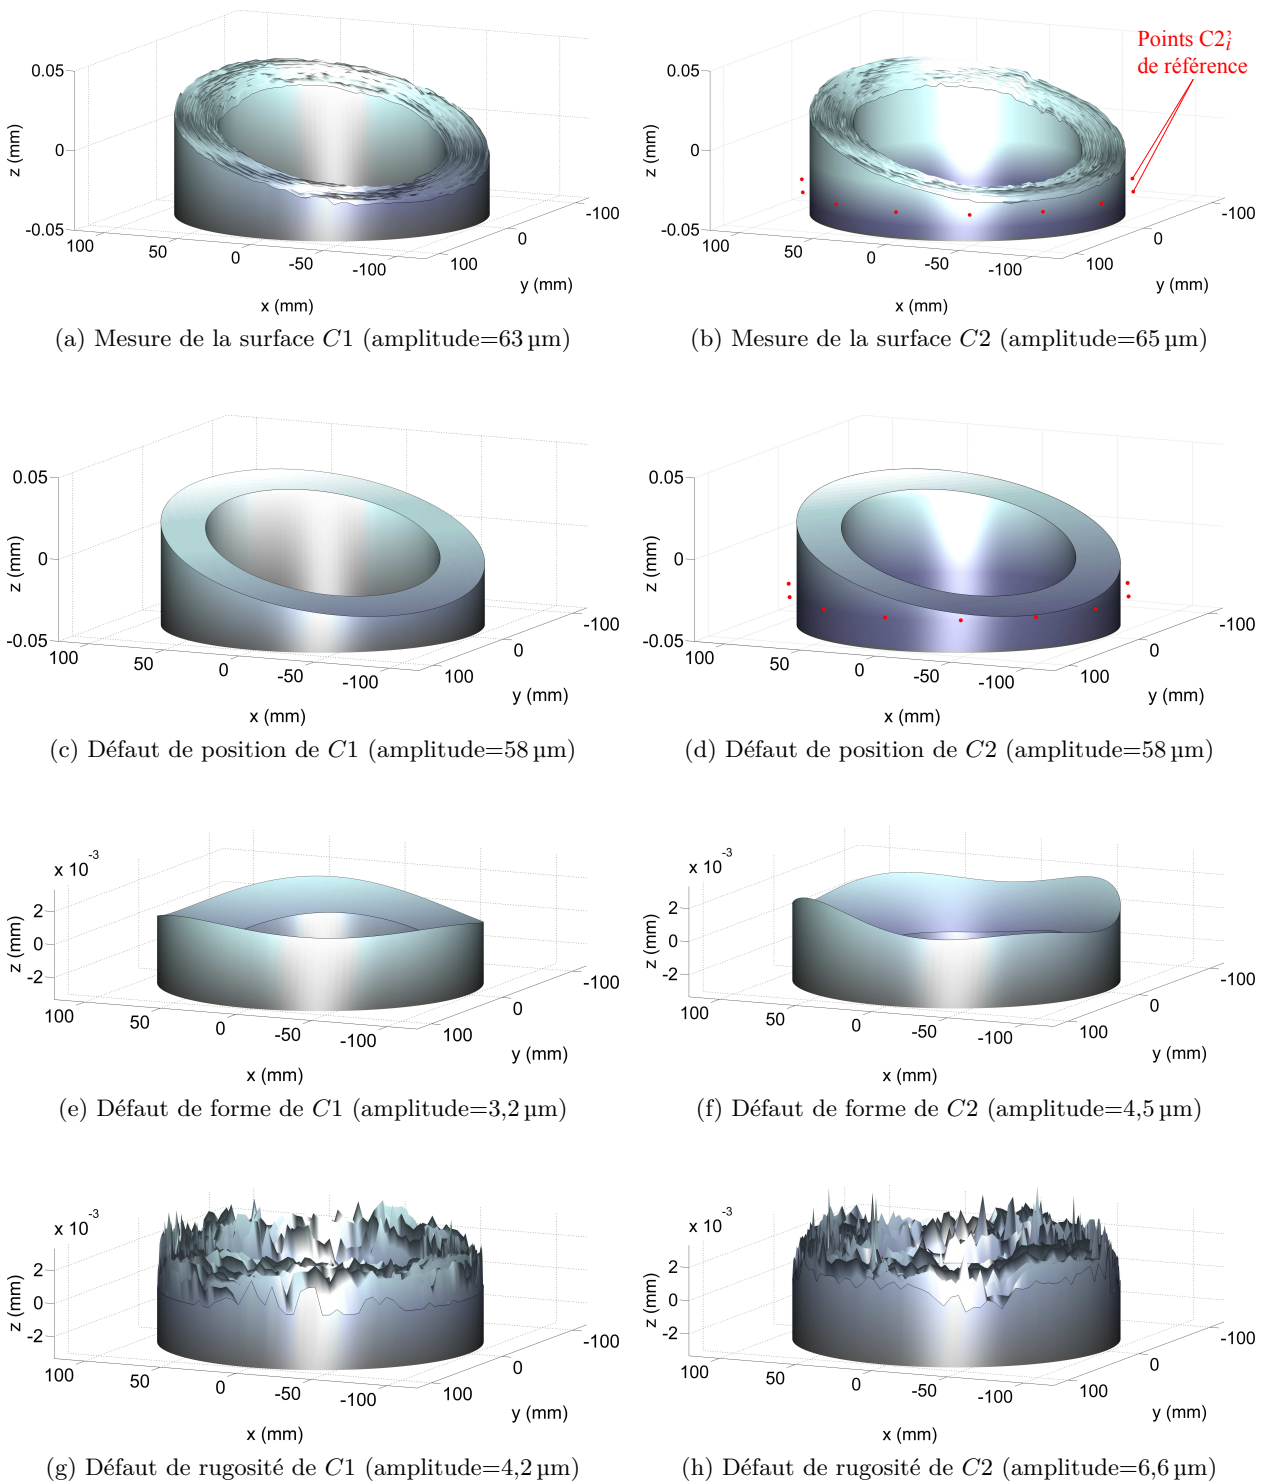 0.05
0
-0.05
z (mm)
100
50
0
-50
-100
x (mm)
100
0
-100
y (mm)
(a) Mesure de la surface C1 (amplitude=63 µm)
Points C2
de référence
0.05
0
-0.05
z (mm)
100
50
0
-50
-100
x (mm)
100
0
-100
y (mm)
(b) Mesure de la surface C2 (amplitude=65 µm)
0.05
0
-0.05
z (mm)
100
50
0
-50
-100
x (mm)
100
0
-100
y (mm)
(c) Défaut de position de C1 (amplitude=58 µm)
0.05
0
-0.05
z (mm)
100
50
0
-50
-100
x (mm)
100
0
-100
y (mm)
(d) Défaut de position de C2 (amplitude=58 µm)
x 10⁻³
2
0
-2
z (mm)
100
50
0
-50
-100
x (mm)
100
0
-100
y (mm)
(e) Défaut de forme de C1 (amplitude=3,2 µm)
x 10⁻³
2
0
-2
z (mm)
100
50
0
-50
-100
x (mm)
100
0
-100
y (mm)
(f) Défaut de forme de C2 (amplitude=4,5 µm)
x 10⁻³
2
0
-2
z (mm)
100
50
0
-50
-100
x (mm)
100
0
-100
y (mm)
(g) Défaut de rugosité de C1 (amplitude=4,2 µm)
x 10⁻³
2
0
-2
z (mm)
100
50
0
-50
-100
x (mm)
100
0
-100
y (mm)
(h) Défaut de rugosité de C2 (amplitude=6,6 µm)